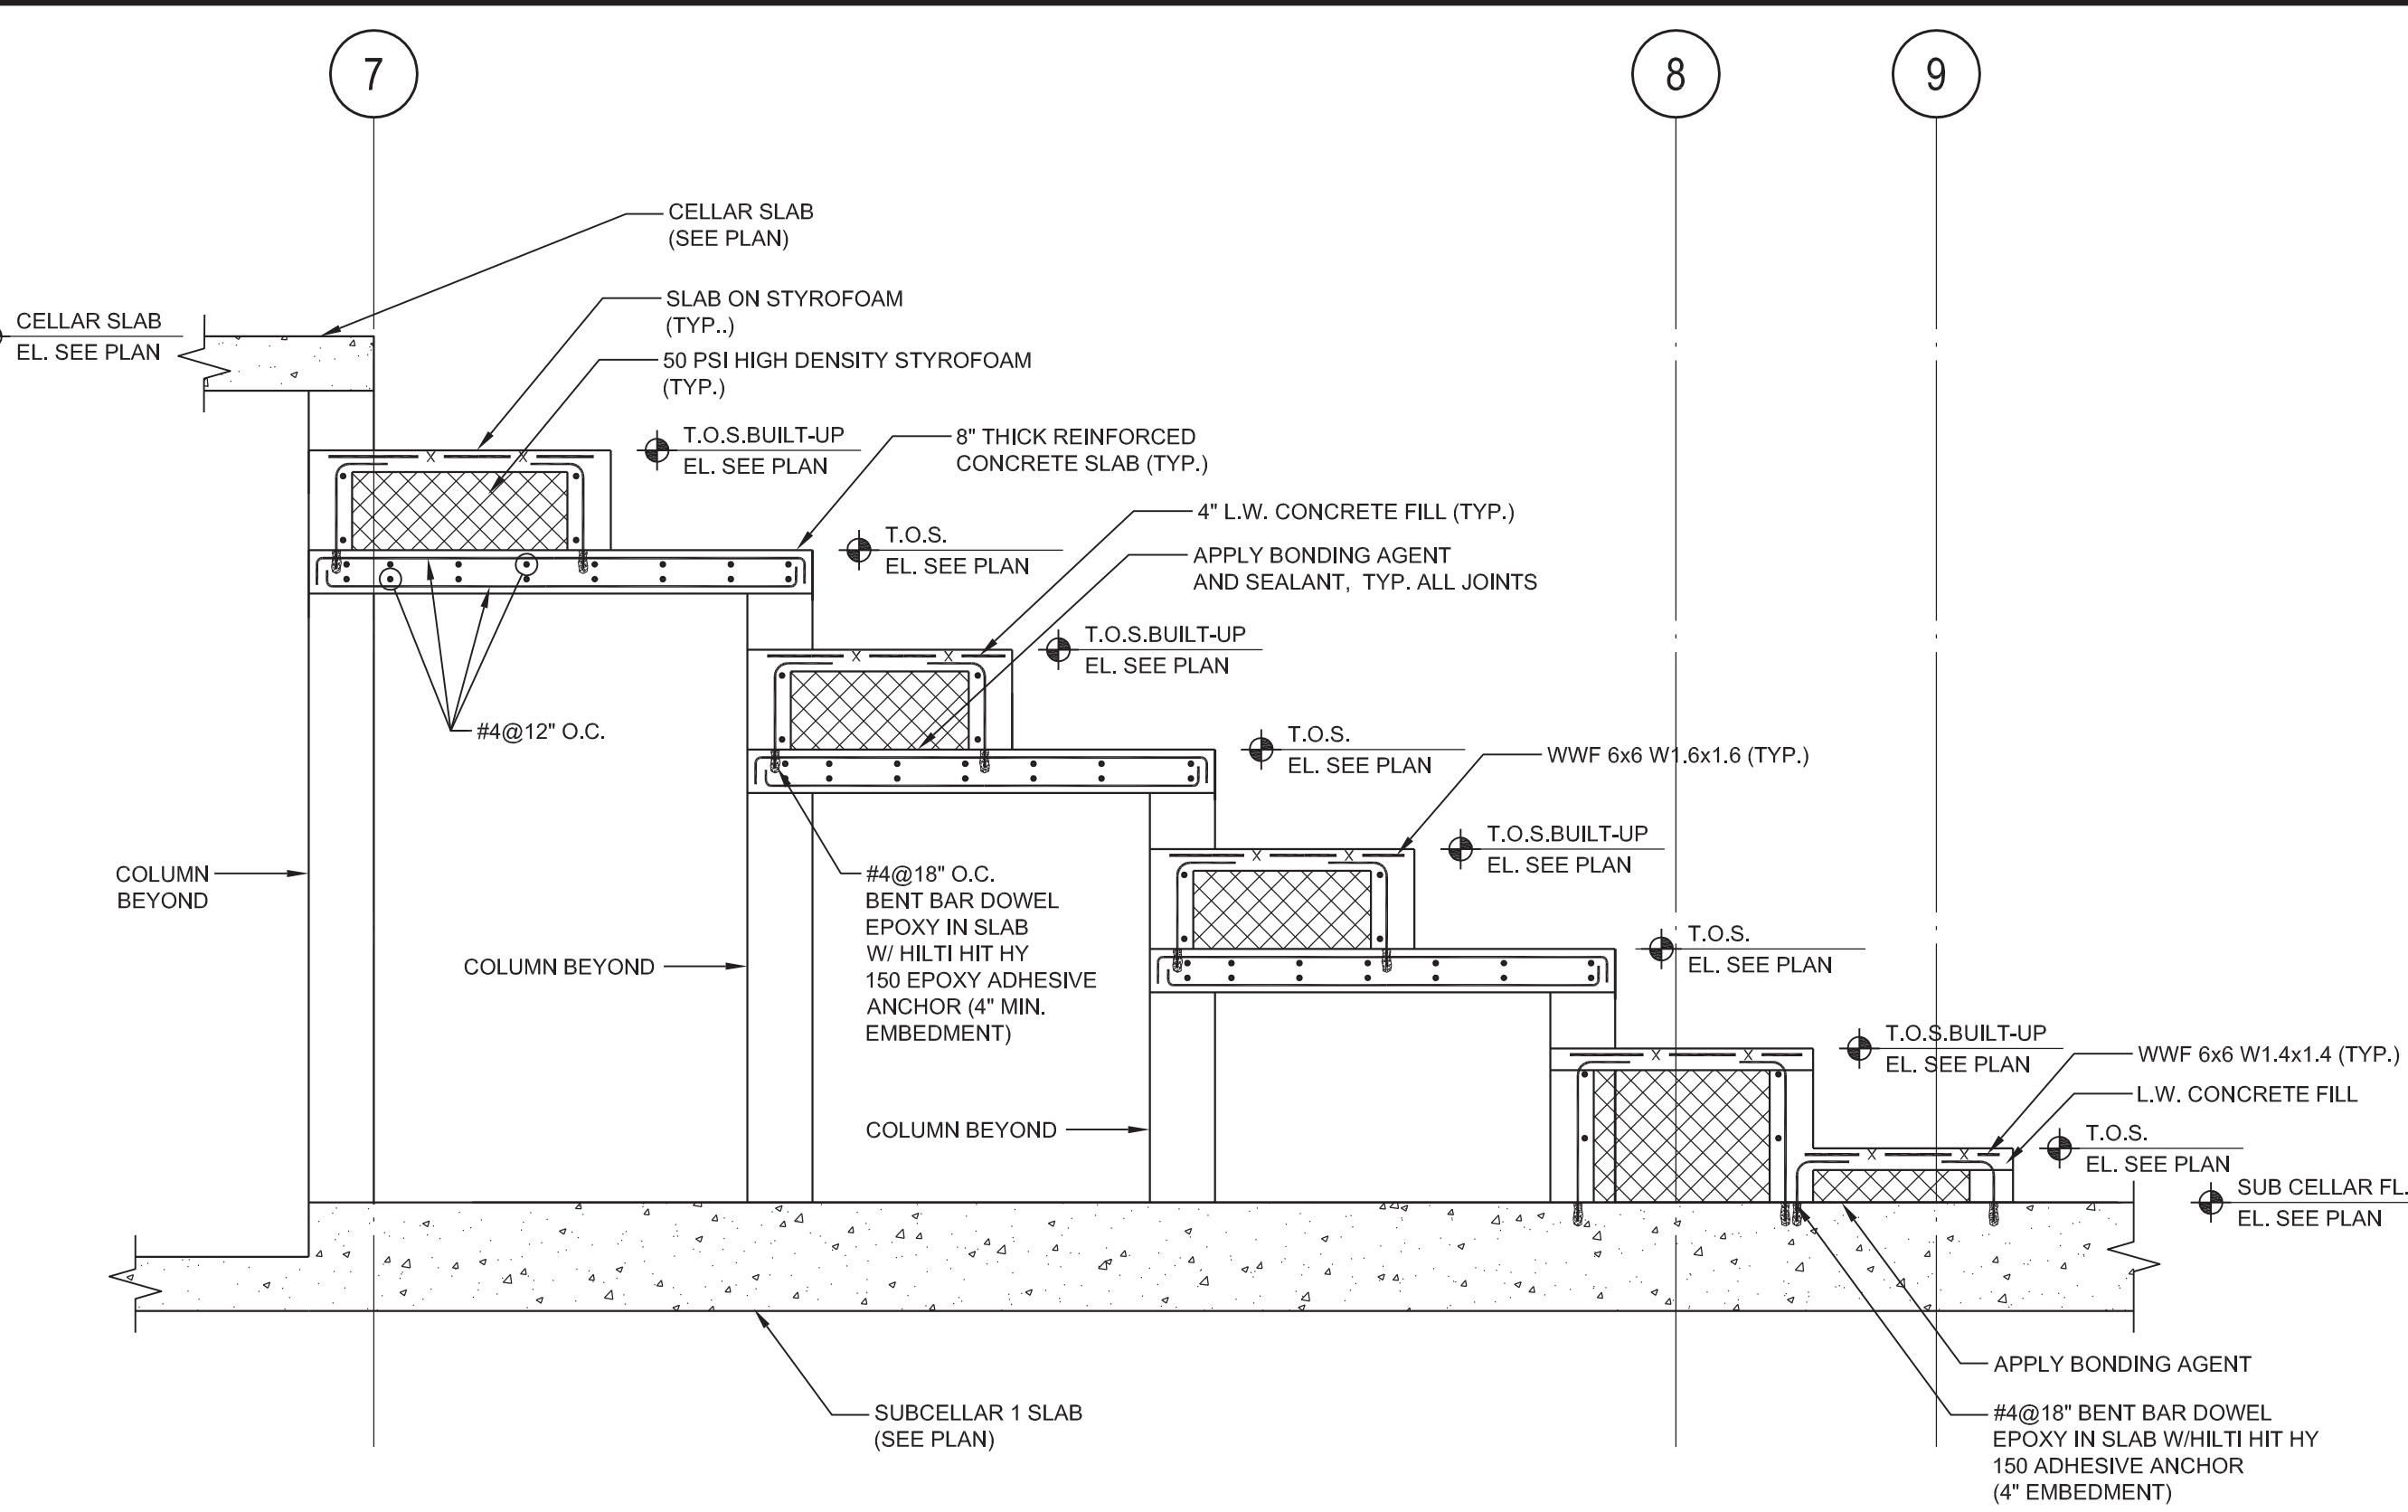 7
8
9
CELLAR SLAB
(SEE PLAN)
SLAB ON STYROFOAM
(TYP..)
CELLAR SLAB
EL. SEE PLAN
50 PSI HIGH DENSITY STYROFOAM
(TYP.)
T.O.S.BUILT-UP
EL. SEE PLAN
8" THICK REINFORCED
CONCRETE SLAB (TYP.)
4" L.W. CONCRETE FILL (TYP.)
T.O.S.
EL. SEE PLAN
APPLY BONDING AGENT
AND SEALANT, TYP. ALL JOINTS
T.O.S.BUILT-UP
EL. SEE PLAN
#4@12" O.C.
T.O.S.
EL. SEE PLAN
WWF 6x6 W1.6x1.6 (TYP.)
T.O.S.BUILT-UP
EL. SEE PLAN
COLUMN
BEYOND
#4@18" O.C.
BENT BAR DOWEL
EPOXY IN SLAB
W/ HILTI HIT HY
150 EPOXY ADHESIVE
ANCHOR (4" MIN.
EMBEDMENT)
COLUMN BEYOND
T.O.S.
EL. SEE PLAN
COLUMN BEYOND
T.O.S.BUILT-UP
EL. SEE PLAN
WWF 6x6 W1.4x1.4 (TYP.)
L.W. CONCRETE FILL
T.O.S.
EL. SEE PLAN
SUB CELLAR FL.
EL. SEE PLAN
APPLY BONDING AGENT
SUBCELLAR 1 SLAB
(SEE PLAN)
#4@18" BENT BAR DOWEL
EPOXY IN SLAB W/HILTI HIT HY
150 ADHESIVE ANCHOR
(4" EMBEDMENT)